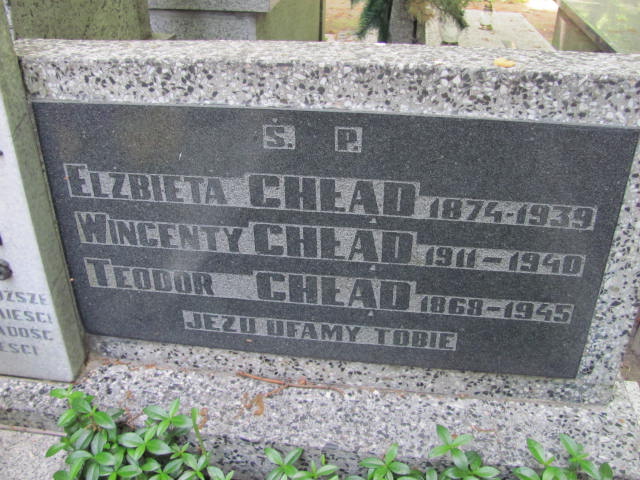 Ś. P.
ELŻBIETA CHŁĄD 1874-1939
WINCENTY CHŁĄD 1911-1940
TEODOR CHŁĄD 1868-1945
JEZU UFAMY TOBIE